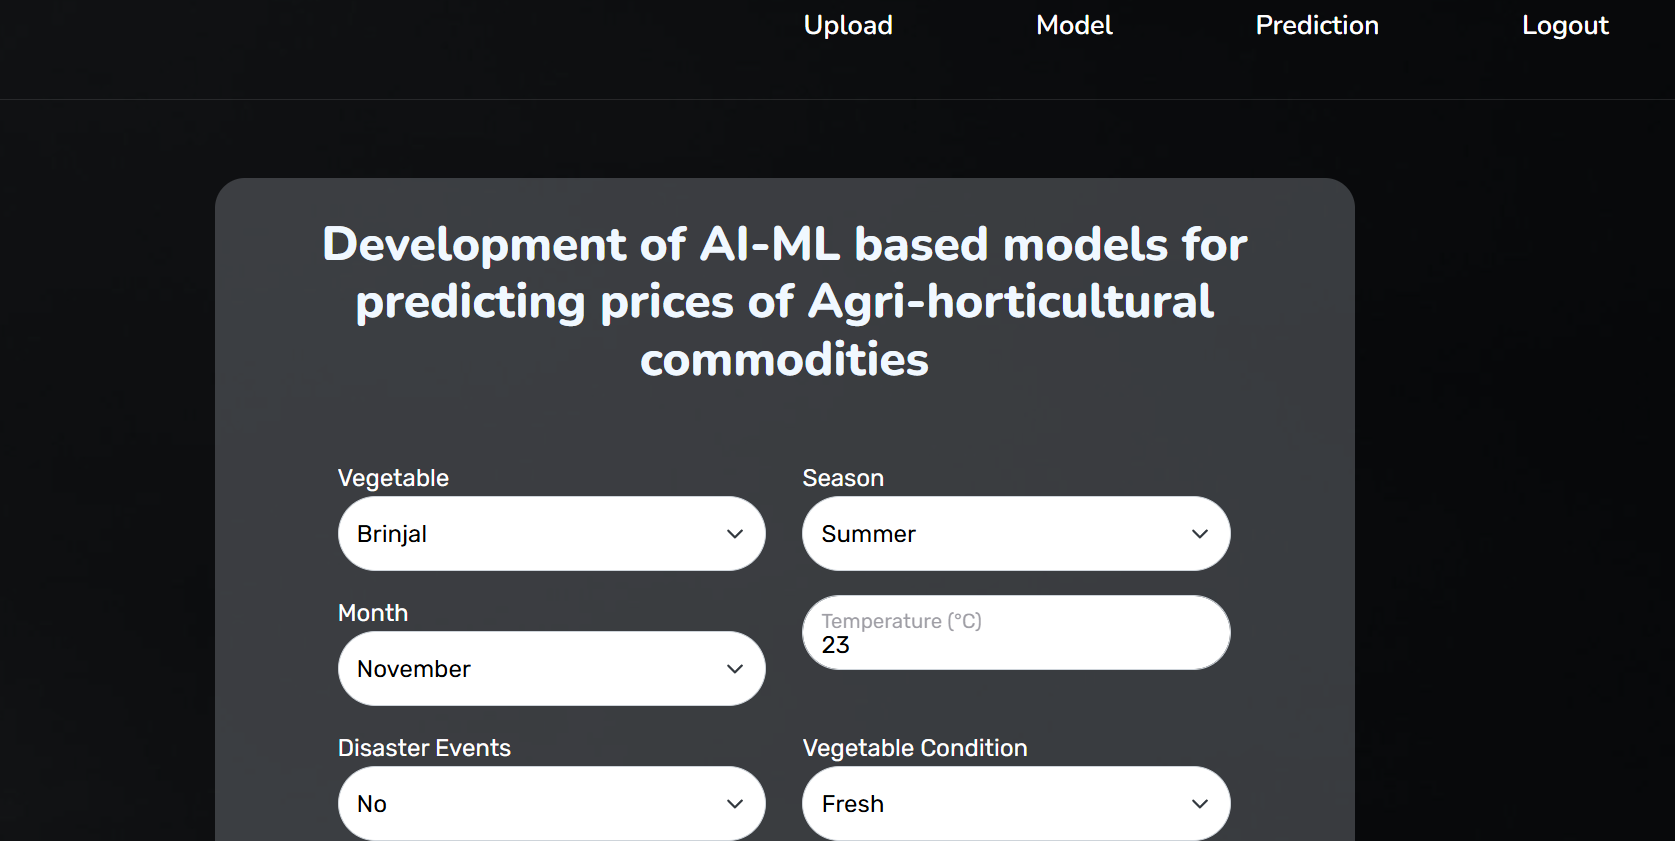 Upload Model Prediction Logout
Development of AI-ML based models for
predicting prices of Agri-horticultural
commodities
Vegetable
Brinjal
Season
Summer
Month
November
Temperature (°C)
23
Disaster Events
No
Vegetable Condition
Fresh